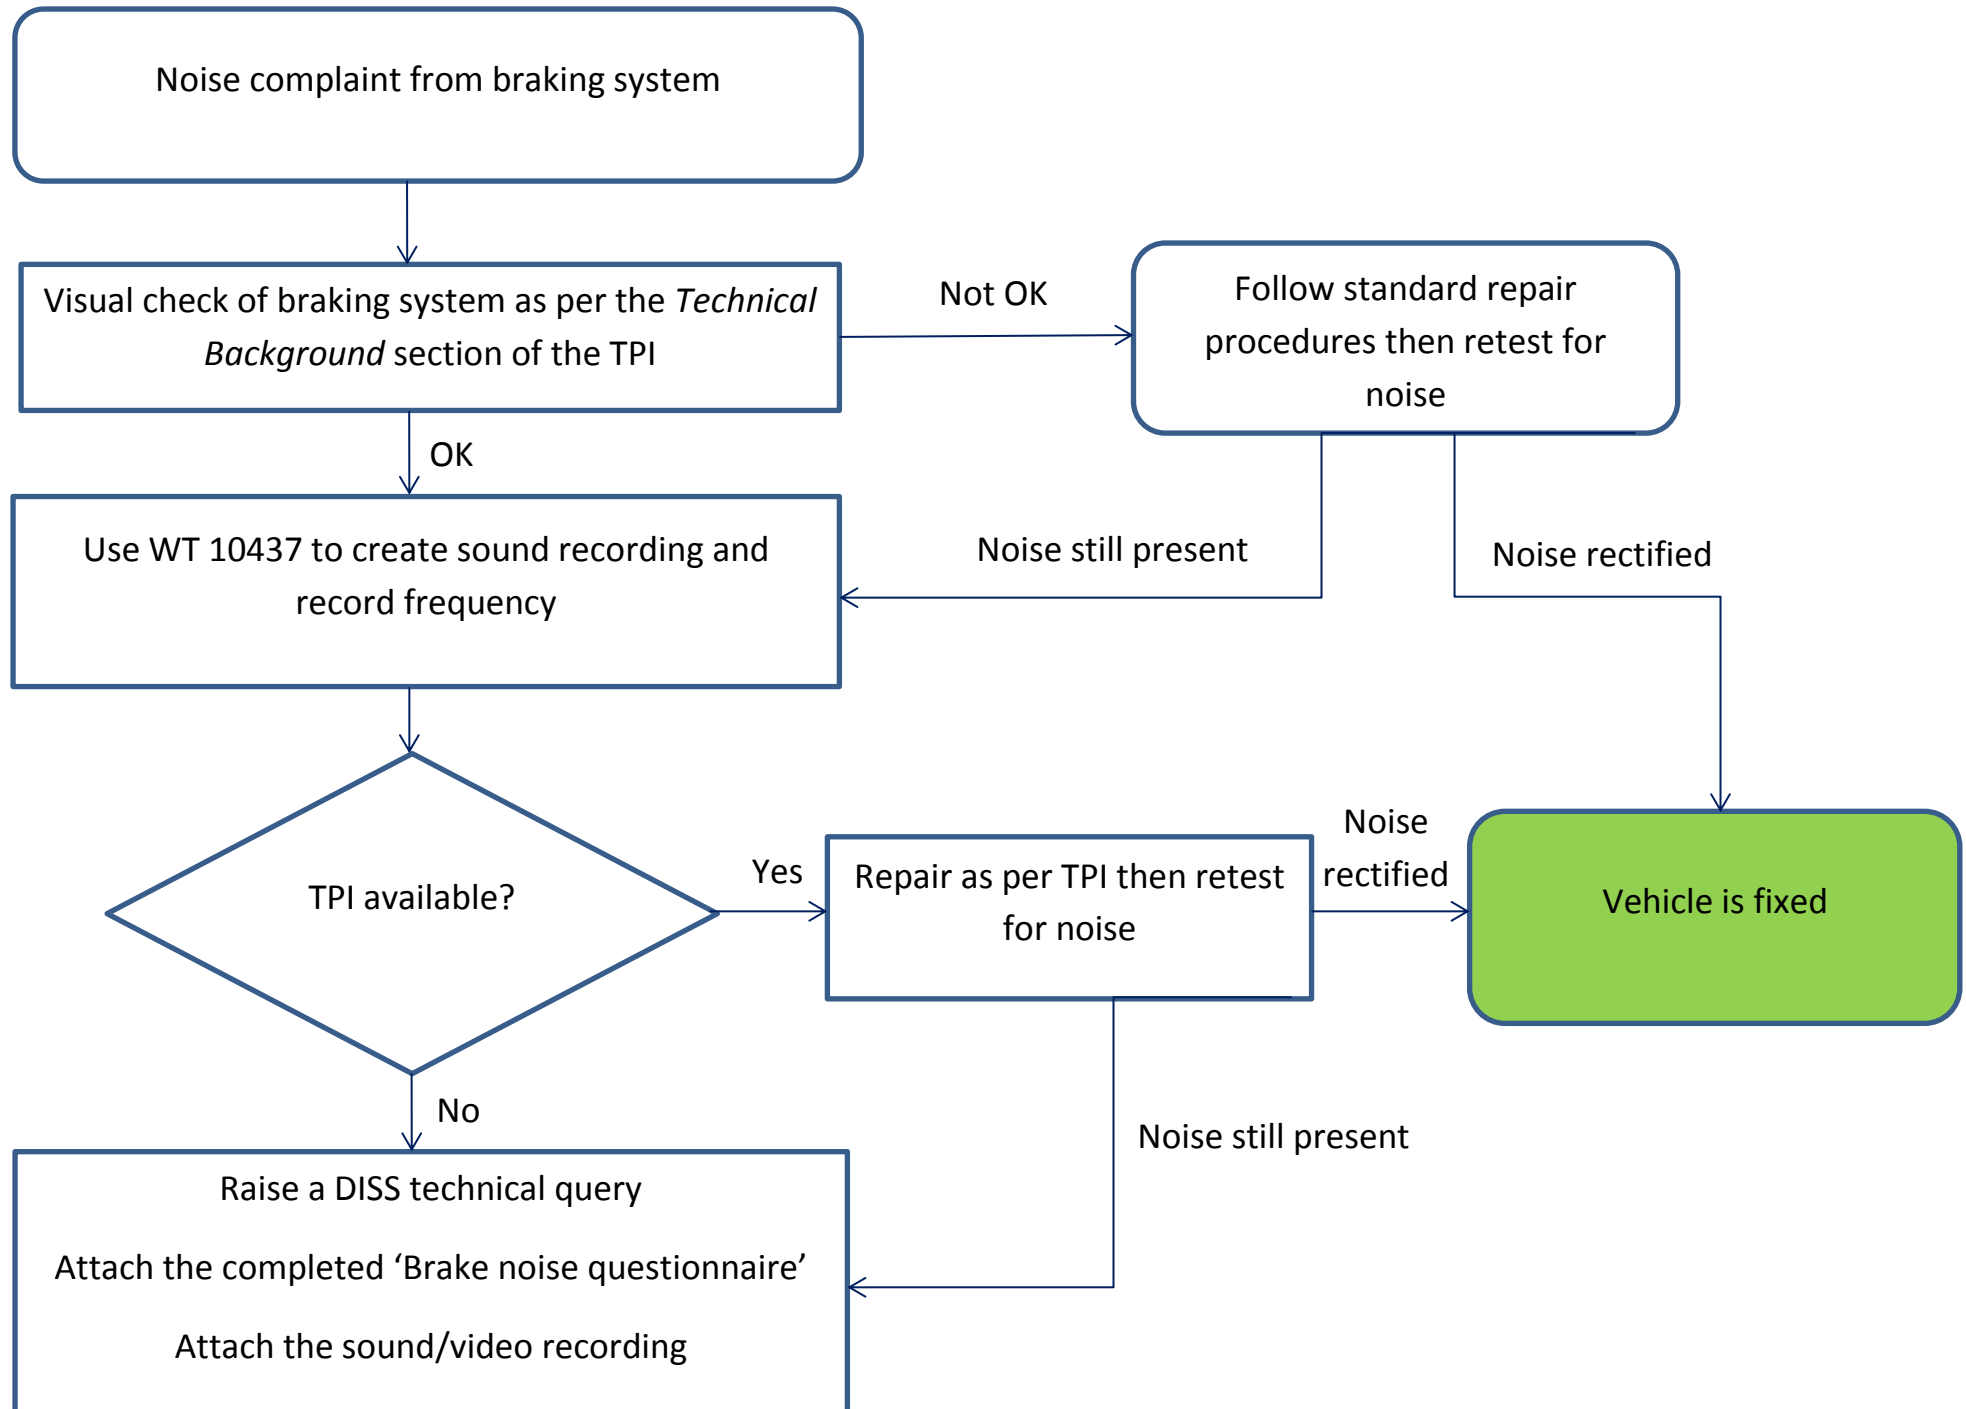 Noise complaint from braking system
Visual check of braking system as per the Technical
Background section of the TPI
Not OK
Follow standard repair
procedures then retest for
noise
OK
Use WT 10437 to create sound recording and
record frequency
Noise still present
Noise rectified
TPI available?
Yes
Repair as per TPI then retest
for noise
Noise
rectified
Vehicle is fixed
No
Noise still present
Raise a DISS technical query
Attach the completed ‘Brake noise questionnaire’
Attach the sound/video recording